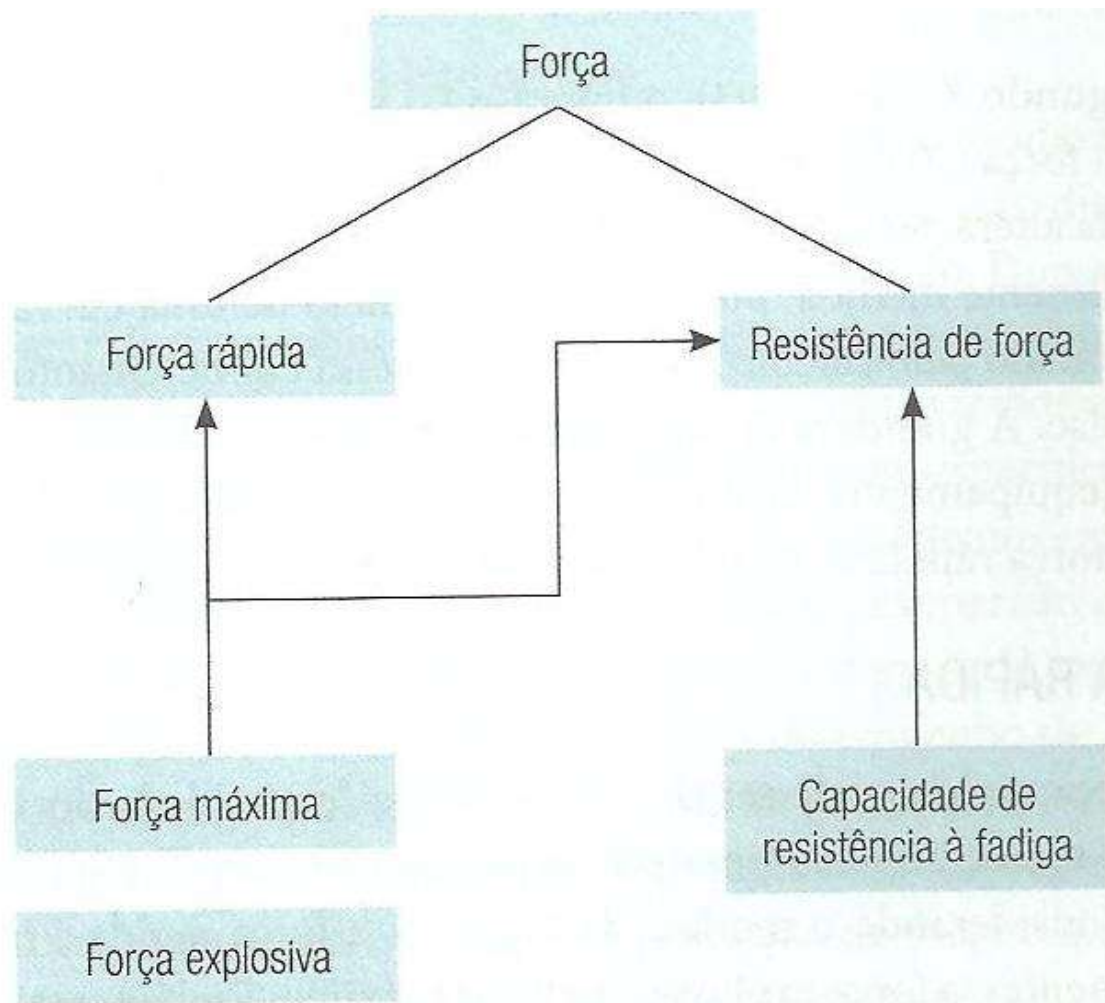 Força
Força rápida
Resistência de força
Força máxima
Capacidade de
resistência à fadiga
Força explosiva